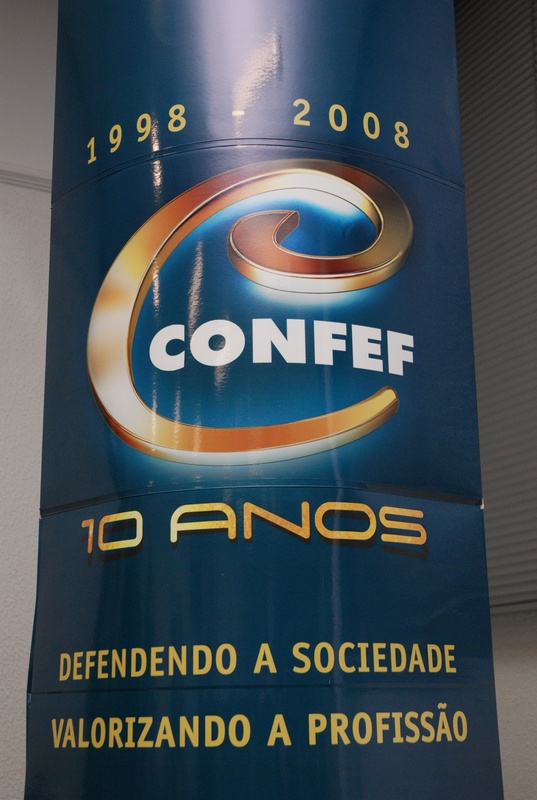 1998 - 2008
CONFEF
10 ANOS
DEFENDENDO A SOCIEDADE
VALORIZANDO A PROFISSÃO